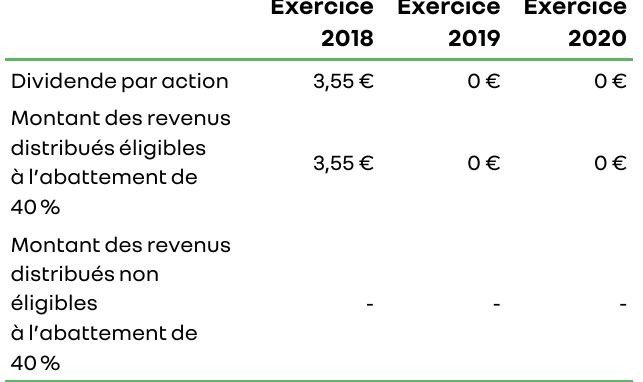 Exercice Exercice Exercice
2018 2019 2020
Dividende par action 3,55 € 0 € 0 €
Montant des revenus
distribués éligibles
à l’abattement de
40 %
3,55 € 0 € 0 €
Montant des revenus
distribués non
éligibles
à l’abattement de
40 %
- - -